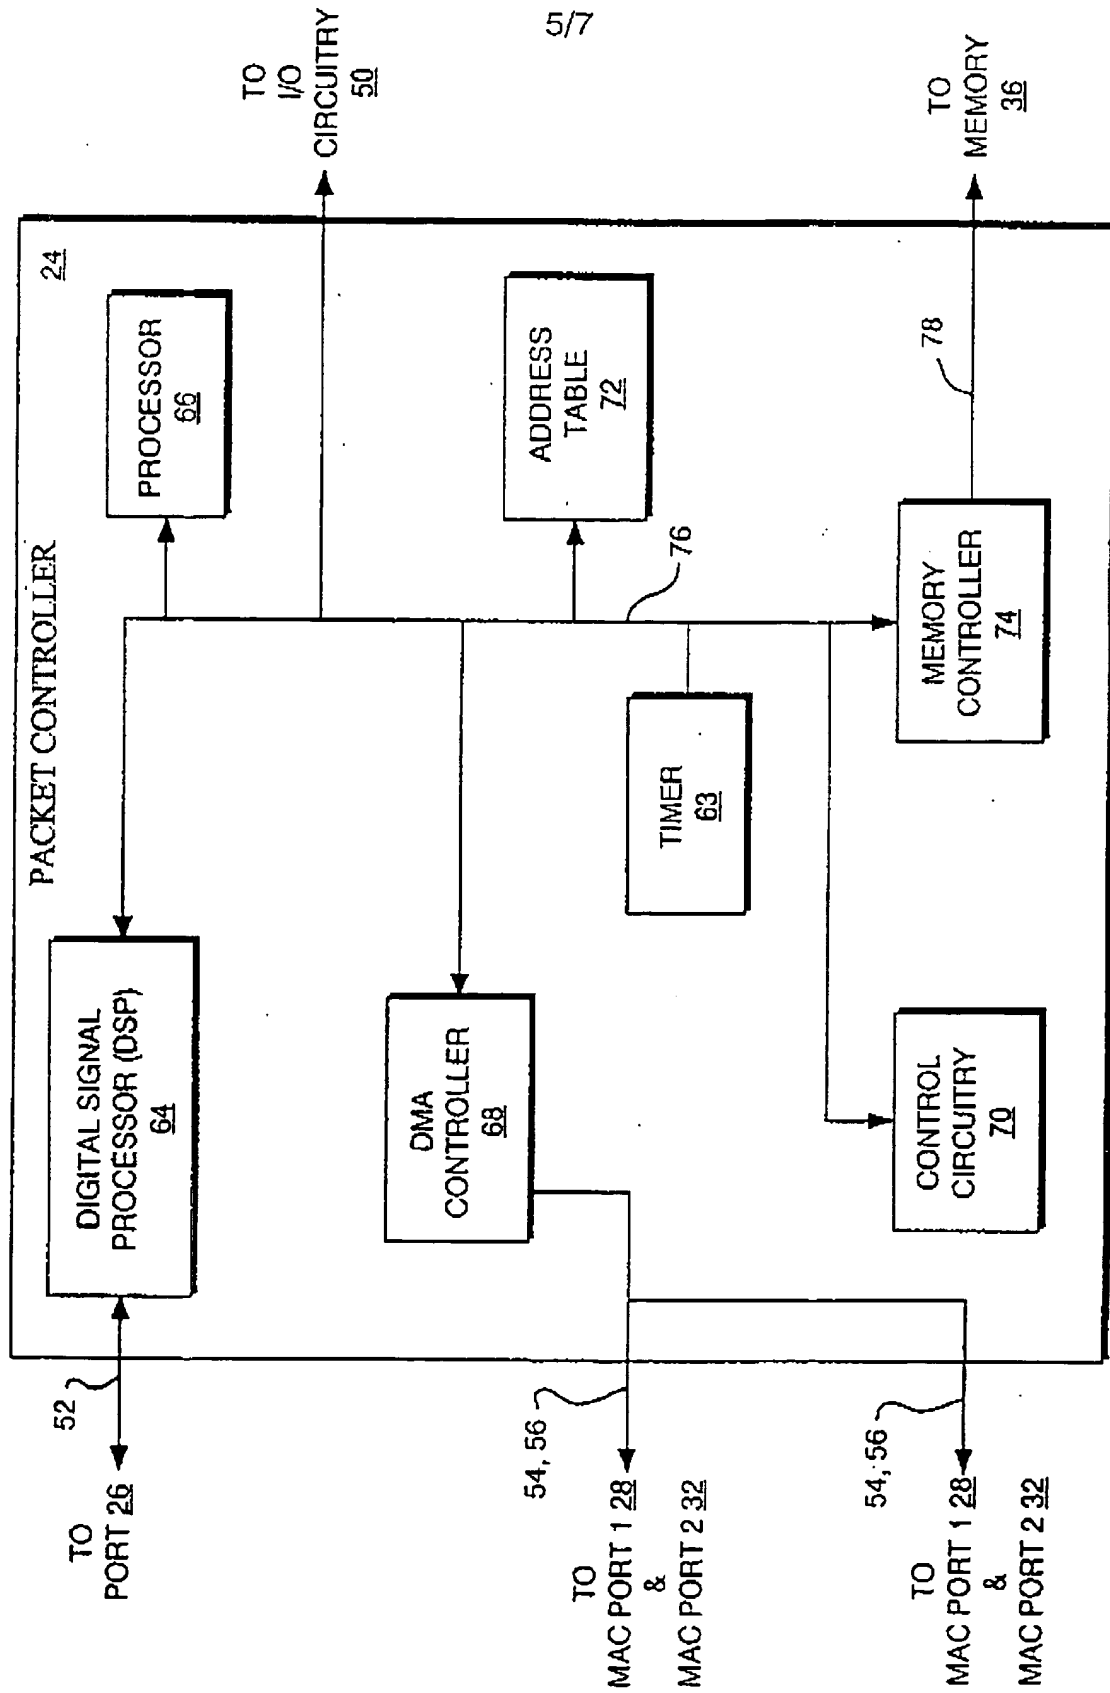 5/7
PACKET CONTROLLER
24
TO
PORT 26
52
DIGITAL SIGNAL
PROCESSOR (DSP)
64
PROCESSOR
66
TO
I/O
CIRCUITRY
50
DMA
CONTROLLER
68
ADDRESS
TABLE
72
54, 56
TO
MAC PORT 1 28
&
MAC PORT 2 32
TIMER
63
76
CONTROL
CIRCUITRY
70
MEMORY
CONTROLLER
74
78
TO
MEMORY
36
54, 56
TO
MAC PORT 1 28
&
MAC PORT 2 32